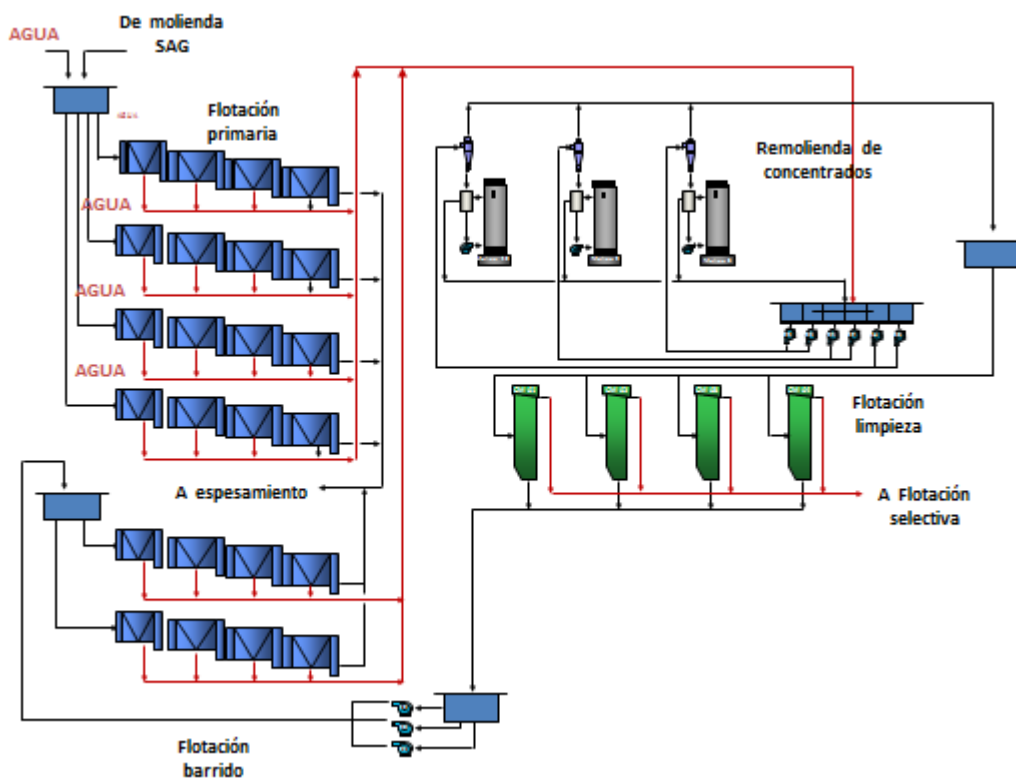 AGUA
De molienda
SAG
Flotación
primaria
AGUA
AGUA
AGUA
Remolienda de
concentrados
Flotación
limpieza
A espesamiento
A Flotación
selectiva
Flotación
barrido